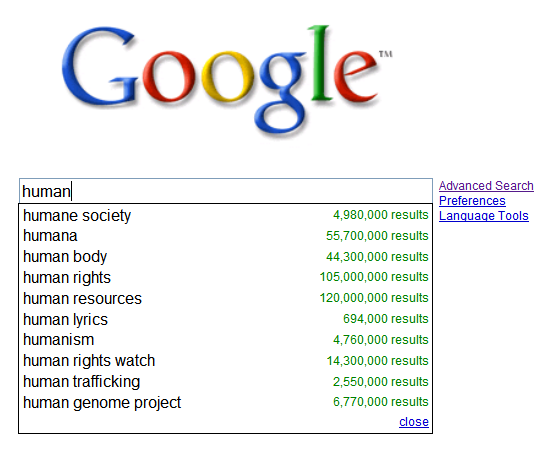 Google™
human
Advanced Search
Preferences
Language Tools
humane society 4,980,000 results
humana 55,700,000 results
human body 44,300,000 results
human rights 105,000,000 results
human resources 120,000,000 results
human lyrics 694,000 results
humanism 4,760,000 results
human rights watch 14,300,000 results
human trafficking 2,550,000 results
human genome project 6,770,000 results
close